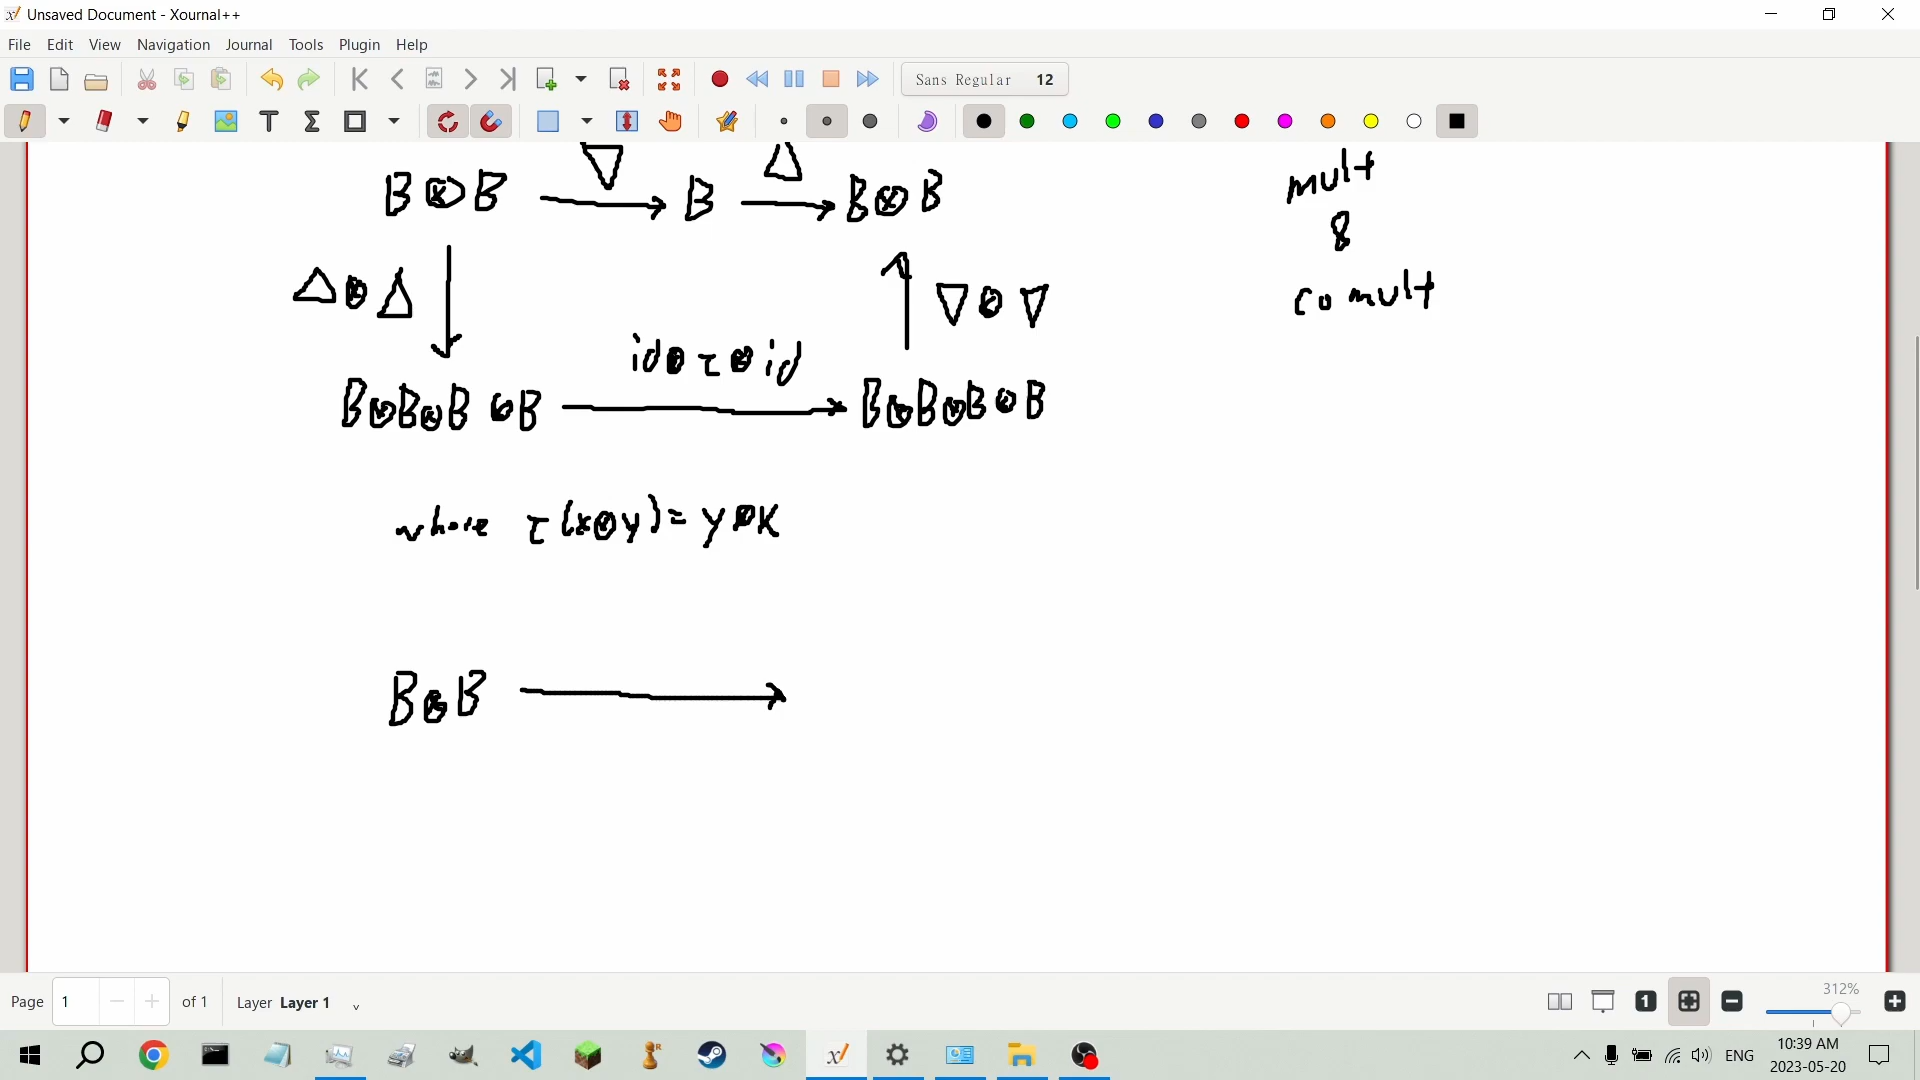 Unsaved Document - Xournal++
File Edit View Navigation Journal Tools Plugin Help
Sans Regular 12
∇ Δ
B⊗B → B → B⊗B
mult
&
comult
Δ⊗Δ ∇⊗∇
id⊗τ⊗id
B⊗B⊗B⊗B → B⊗B⊗B⊗B
where τ(x⊗y)= y⊗x
B⊗B →
Page 1 of 1 Layer Layer 1
312%
ENG
10:39 AM
2023-05-20